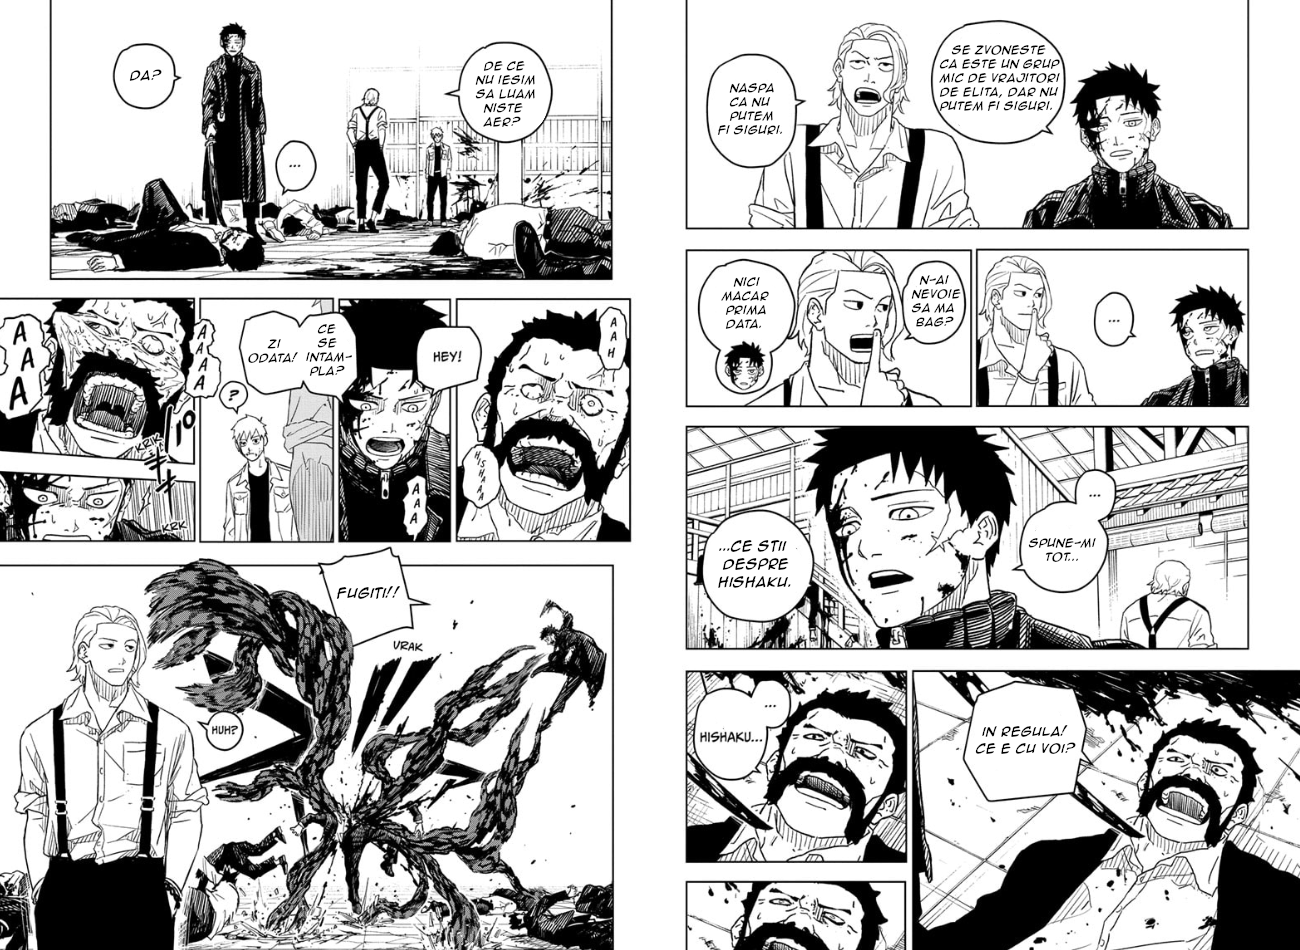 SE ZVONESTE
CA ESTE UN GRUP
MIC DE VRAJITORI
DE ELITA, DAR NU
PUTEM FI SIGURI.
NASPA
CA NU
PUTEM
FI SIGURI.
...
N-AI
NEVOIE
SA MA
BAG?
NICI
MACAR
PRIMA
DATA.
...
SPUNE-MI
TOT...
...CE STII
DESPRE
HISHAKU.
IN REGULA!
CE E CU VOI?
...
HISHAKU...
DE CE
NU IESIM
SA LUAM
NISTE
AER?
...
DA?
AAH
HISHAAA
HEY!
AAA
CE
SE
INTAM-
PLA?
ZI
ODATA!
?
AAAA
AAA
KRIK
KRK
FUGITI!!
VRAK
HUH?